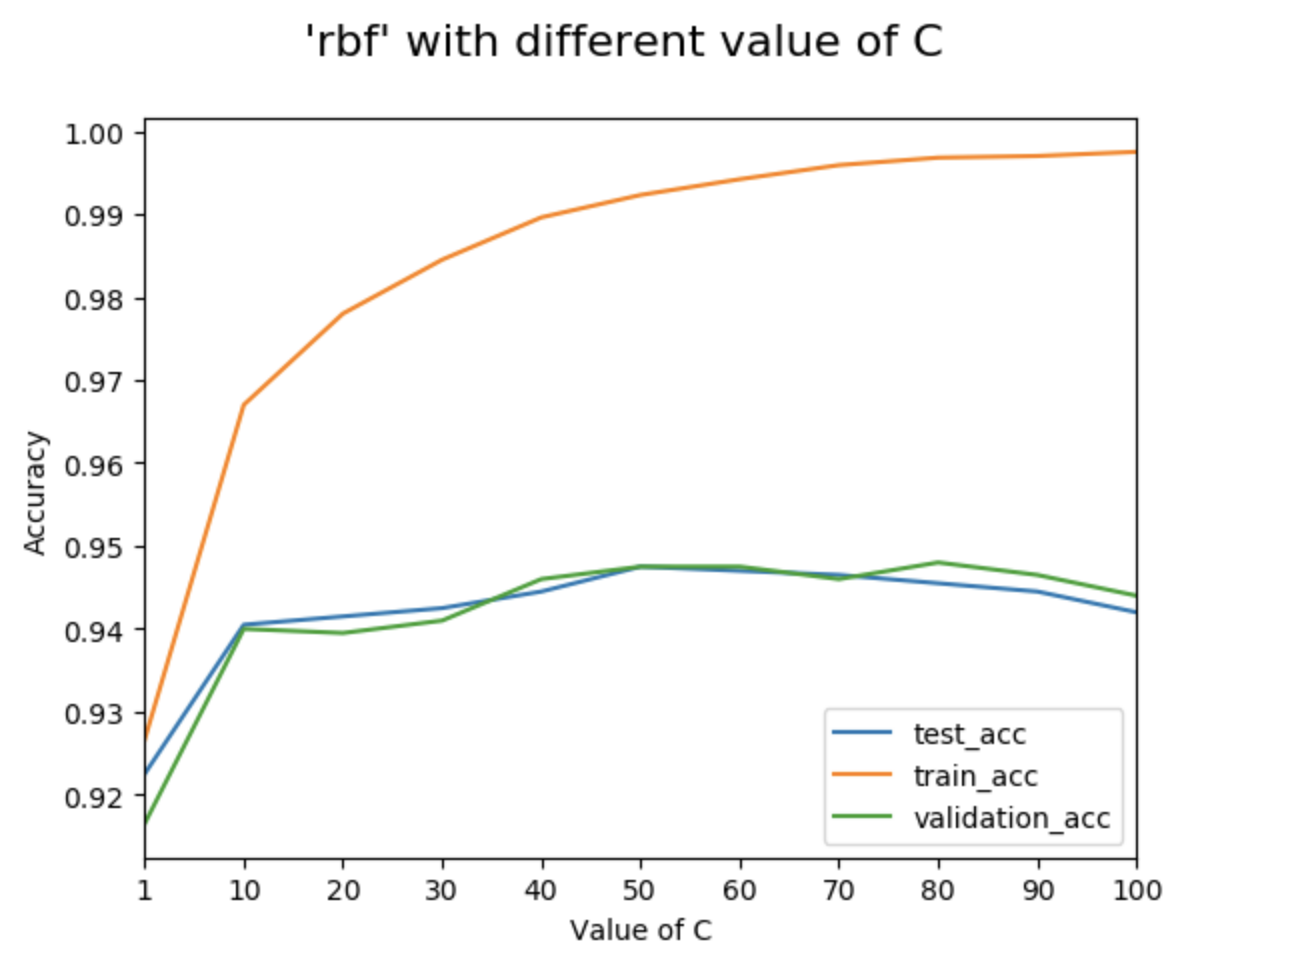 'rbf' with different value of C
1.00
0.99
0.98
0.97
0.96
0.95
0.94
0.93
0.92
Accuracy
test_acc
train_acc
validation_acc
1 10 20 30 40 50 60 70 80 90 100
Value of C